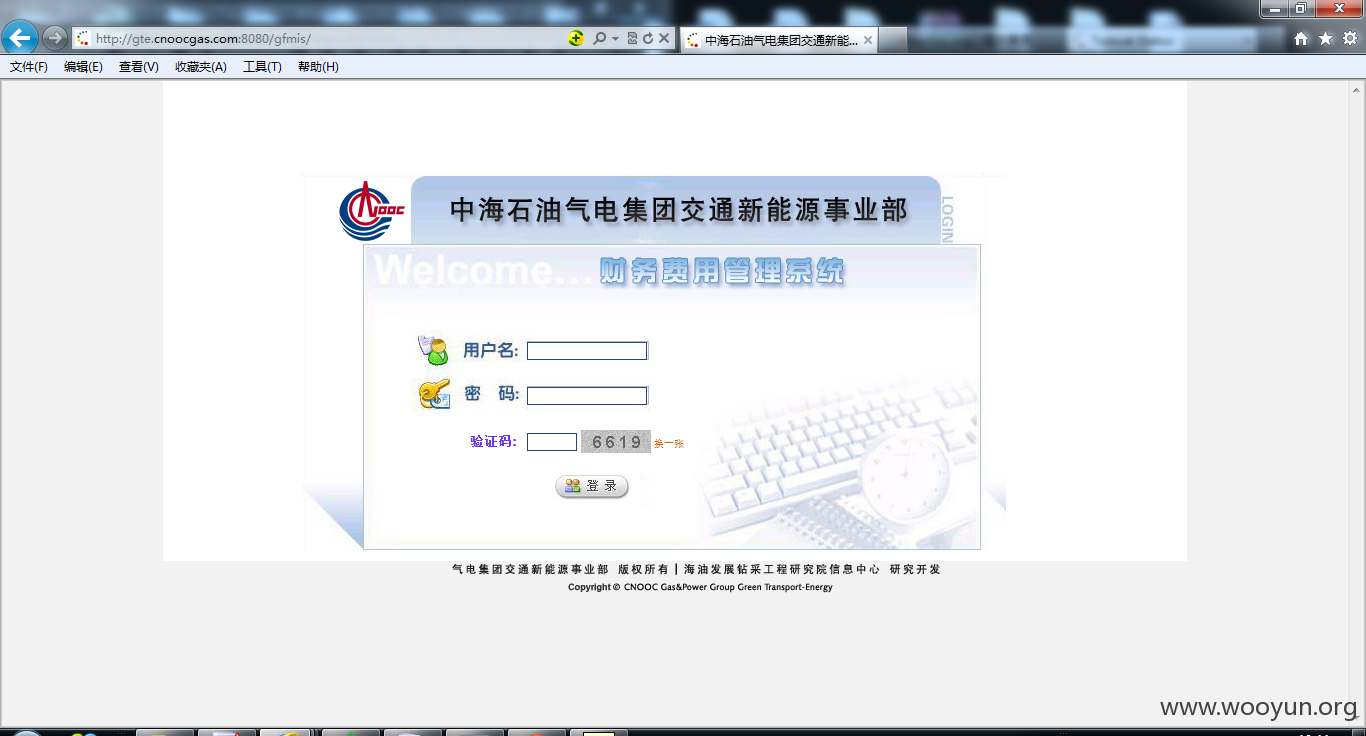 http://gte.cnoocgas.com:8080/gfmis/
中海石油气电集团交通新能...
文件(F) 编辑(E) 查看(V) 收藏夹(A) 工具(T) 帮助(H)
CNOOC
中海石油气电集团交通新能源事业部
LOGIN
Welcome...
财务费用管理系统
用户名:
密 码:
验证码:
6619
换一张
登 录
气电集团交通新能源事业部 版权所有 | 海油发展钻采工程研究院信息中心 研究开发
Copyright © CNOOC Gas&Power Group Green Transport-Energy
www.wooyun.org